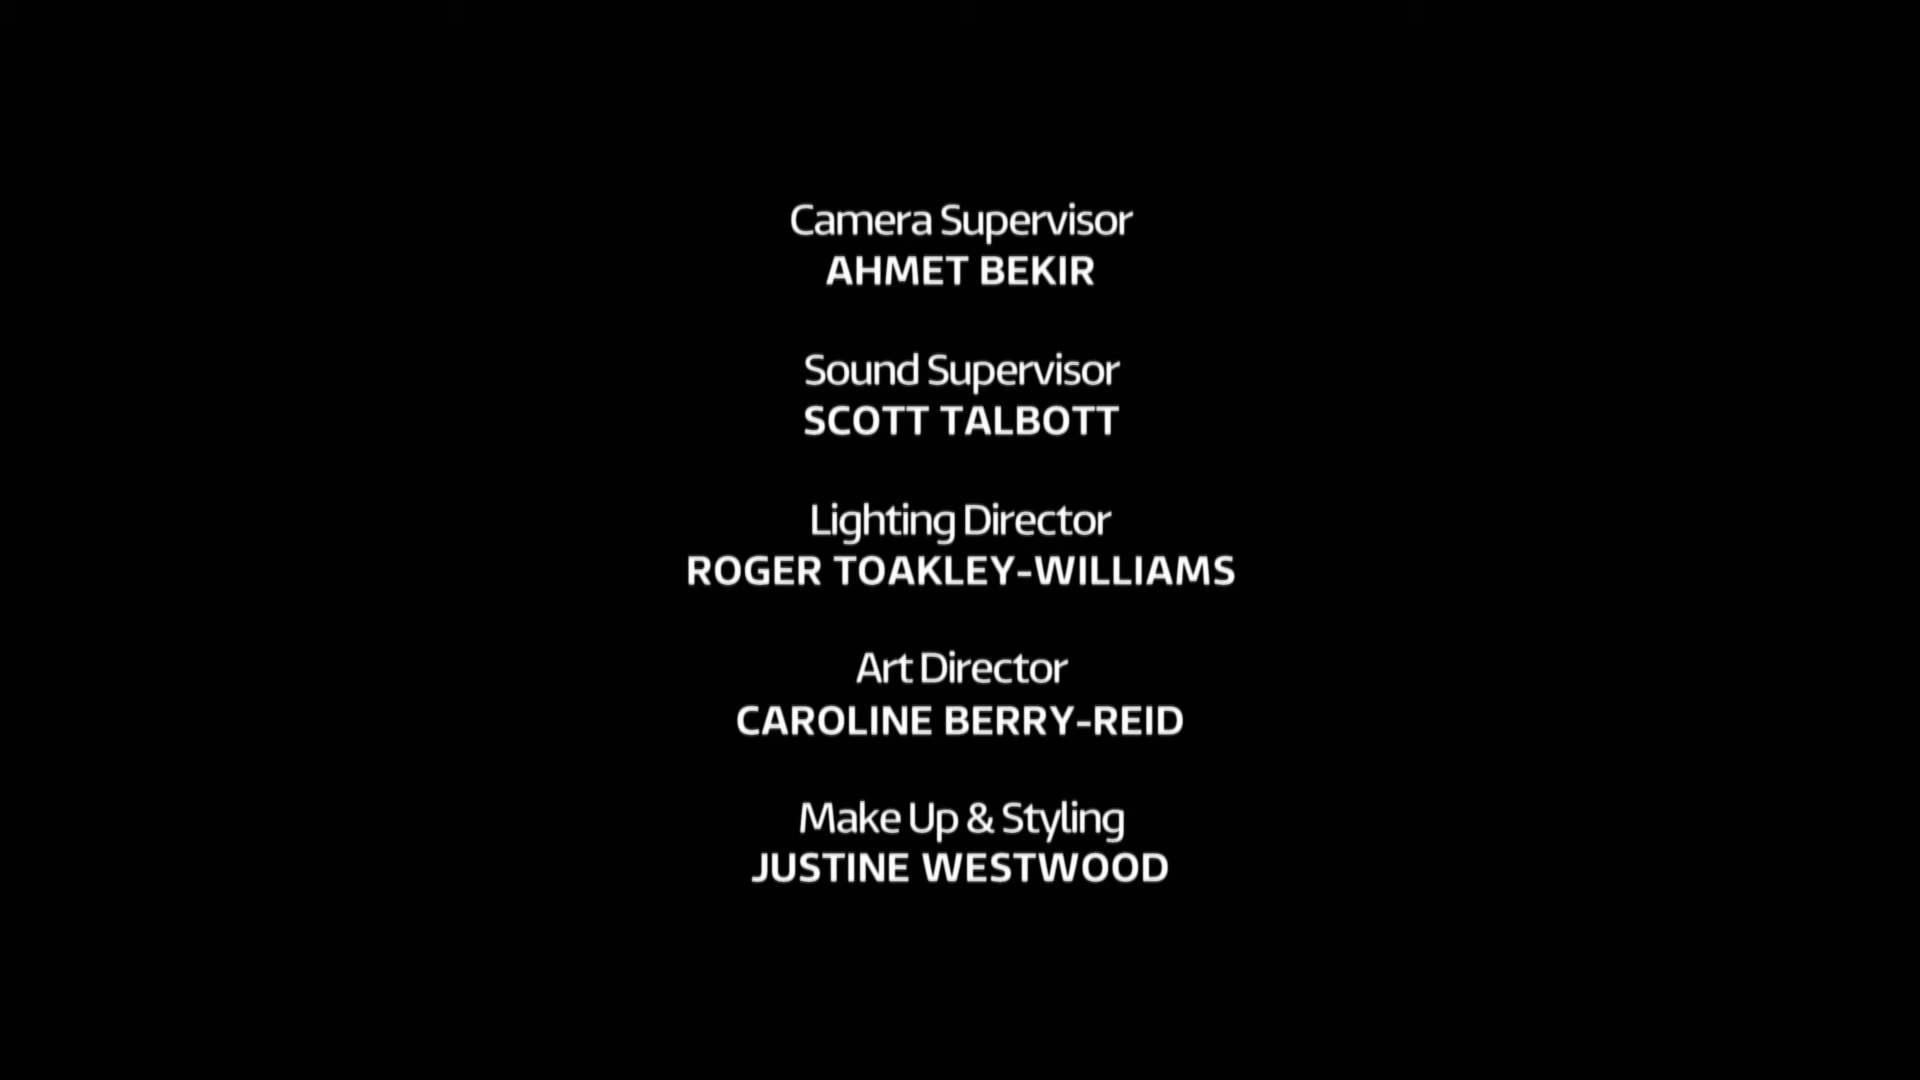 Camera Supervisor
AHMET BEKIR
Sound Supervisor
SCOTT TALBOTT
Lighting Director
ROGER TOAKLEY-WILLIAMS
Art Director
CAROLINE BERRY-REID
Make Up & Styling
JUSTINE WESTWOOD